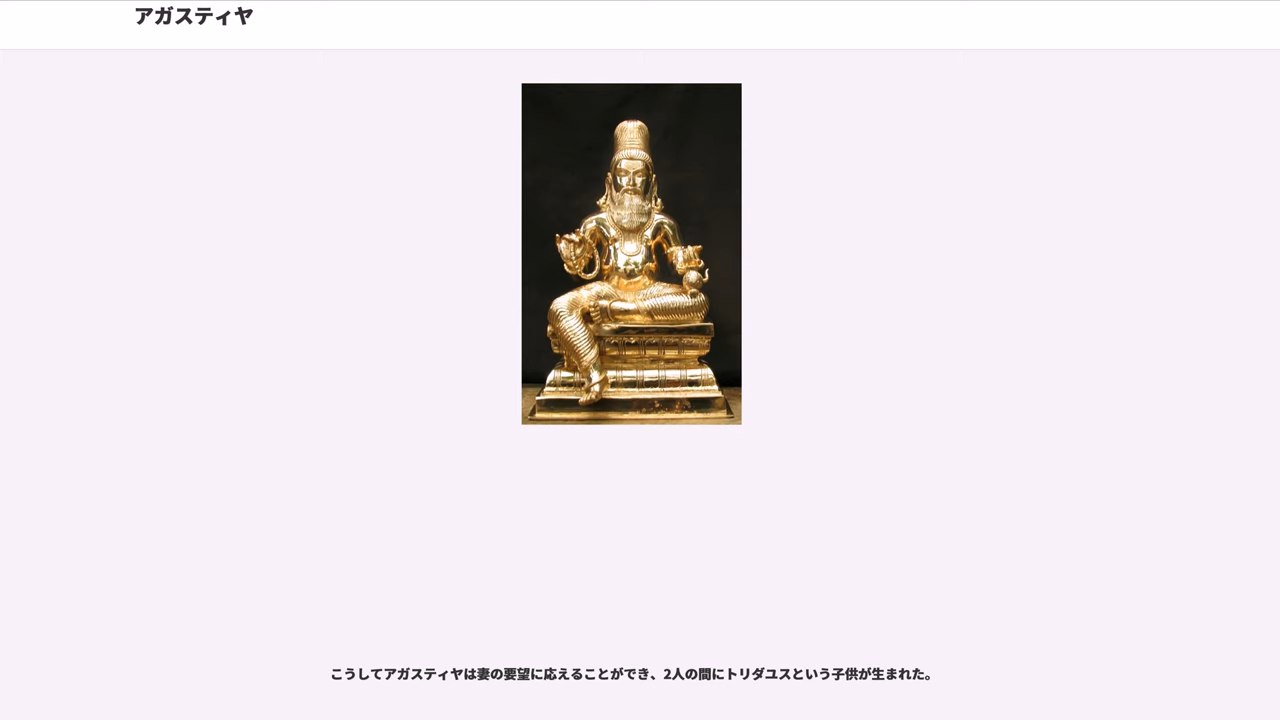 アガスティヤ
こうしてアガスティヤは妻の要望に応えることができ、2人の間にトリダユスという子供が生まれた。